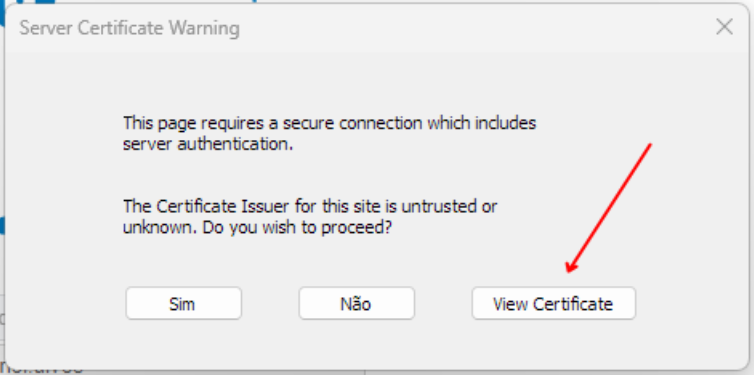 Server Certificate Warning
This page requires a secure connection which includes
server authentication.
The Certificate Issuer for this site is untrusted or
unknown. Do you wish to proceed?
Sim
Não
View Certificate